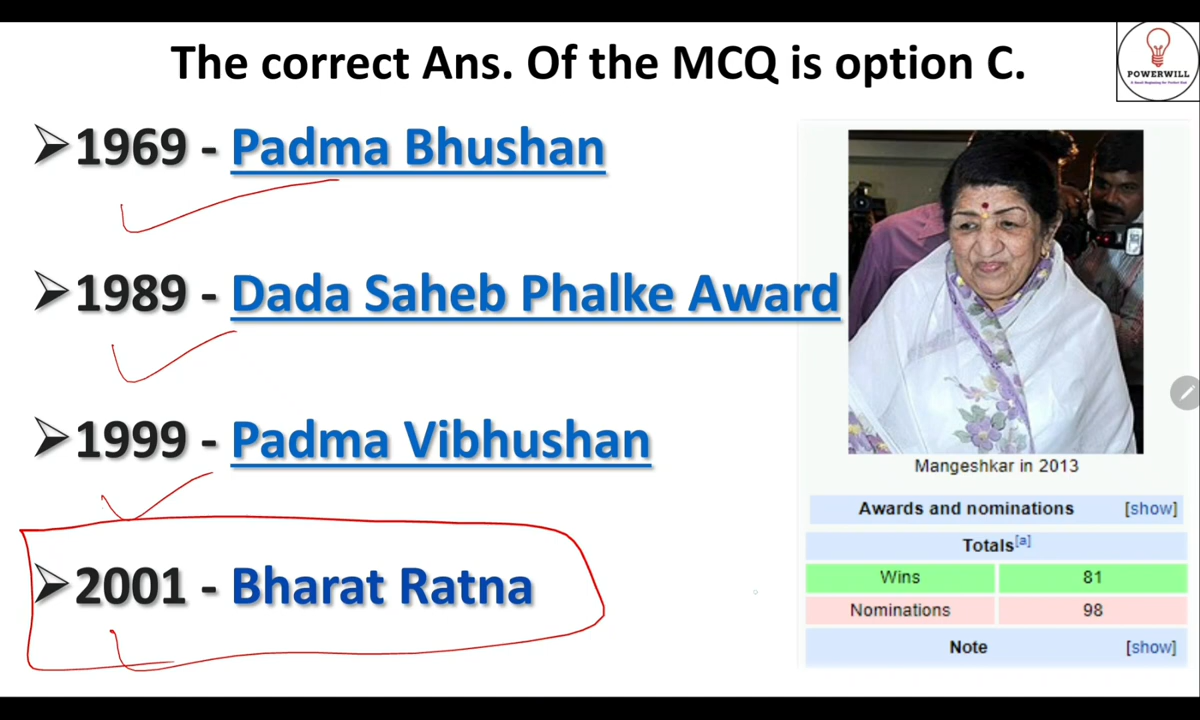 The correct Ans. Of the MCQ is option C.
POWERWILL
➢1969 - Padma Bhushan
➢1989 - Dada Saheb Phalke Award
➢1999 - Padma Vibhushan
➢2001 - Bharat Ratna
Mangeshkar in 2013
Awards and nominations [show]
Totals[a]
Wins 81
Nominations 98
Note [show]